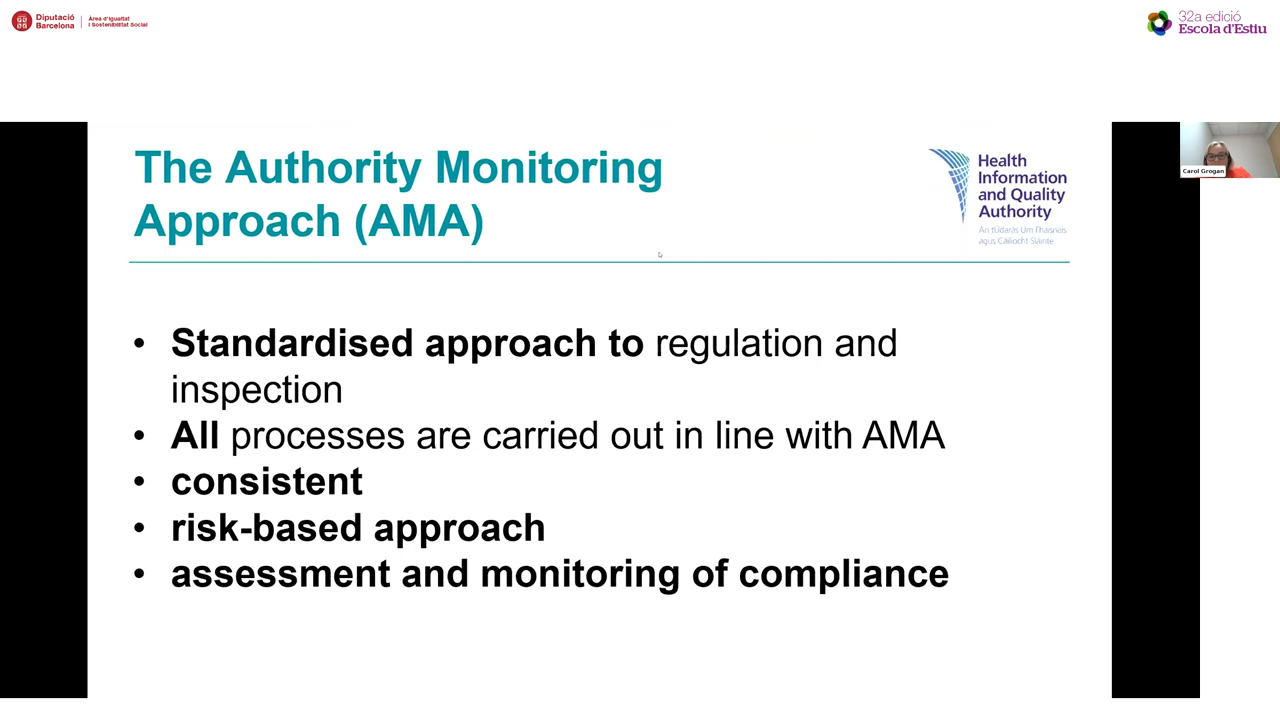 Diputació
Barcelona
Àrea d'Igualtat
i Sostenibilitat Social
32a edició
Escola d'Estiu
The Authority Monitoring
Approach (AMA)
Health
Information
and Quality
Authority
An tÚdarás Um Fhaisnéis
agus Cáilíocht Sláinte
Carol Grogan
• Standardised approach to regulation and
inspection
• All processes are carried out in line with AMA
• consistent
• risk-based approach
• assessment and monitoring of compliance